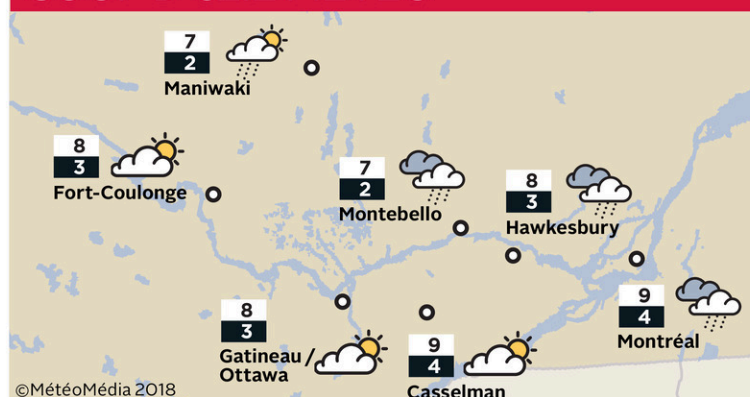 7
2
Maniwaki
8
3
Fort-Coulonge
7
2
Montebello
8
3
Hawkesbury
9
4
Montréal
8
3
Gatineau/
Ottawa
9
4
Casselman
©MétéoMédia 2018